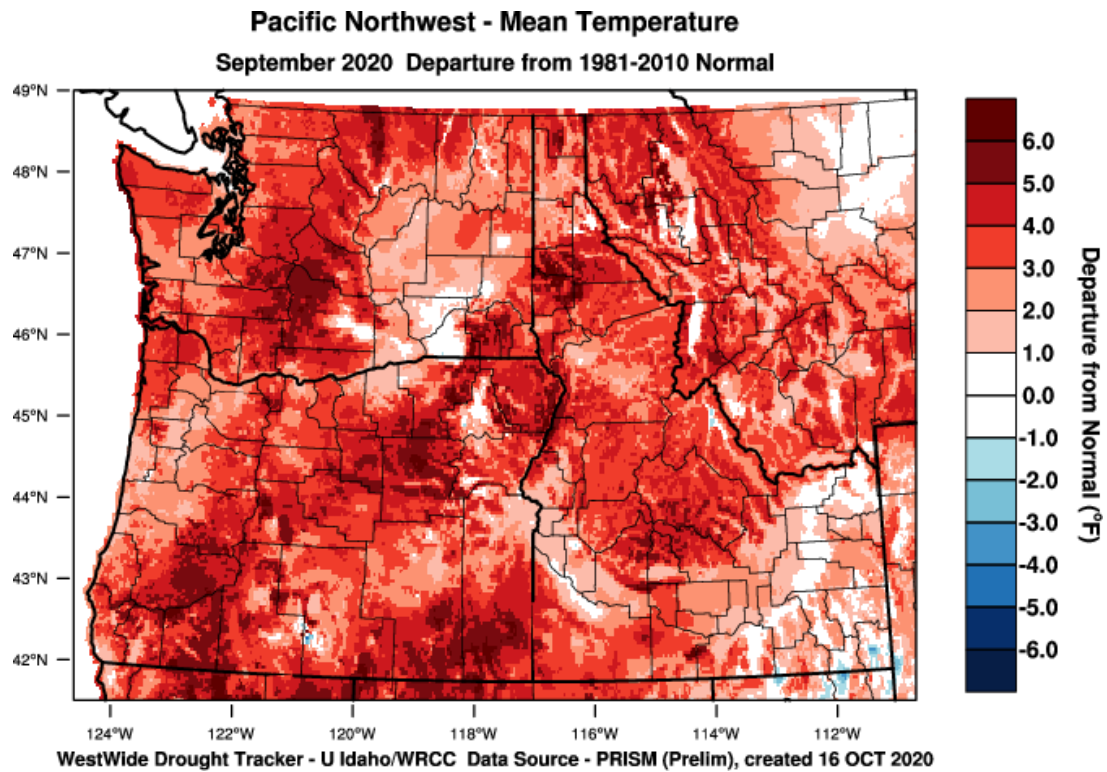 Pacific Northwest - Mean Temperature
September 2020 Departure from 1981-2010 Normal
49°N
48°N
47°N
46°N
45°N
44°N
43°N
42°N
124°W 122°W 120°W 118°W 116°W 114°W 112°W
6.0
5.0
4.0
3.0
2.0
1.0
0.0
-1.0
-2.0
-3.0
-4.0
-5.0
-6.0
Departure from Normal (°F)
WestWide Drought Tracker - U Idaho/WRCC Data Source - PRISM (Prelim), created 16 OCT 2020